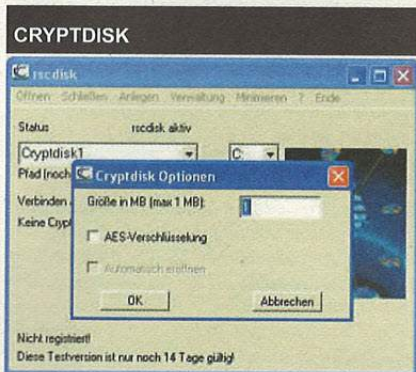 CRYPTDISK
rscdisk
Öffnen Schließen Anlegen Verwaltung Minimieren ? Ende
Status rscdisk aktiv
Cryptdisk1 C:
Pfad (noch
Cryptdisk Optionen
Verbinden
Größe in MB (max 1 MB): 1
Keine Crypt
AES-Verschlüsselung
Automatisch eröffnen
OK Abbrechen
Nicht registriert!
Diese Testversion ist nur noch 14 Tage gültig!